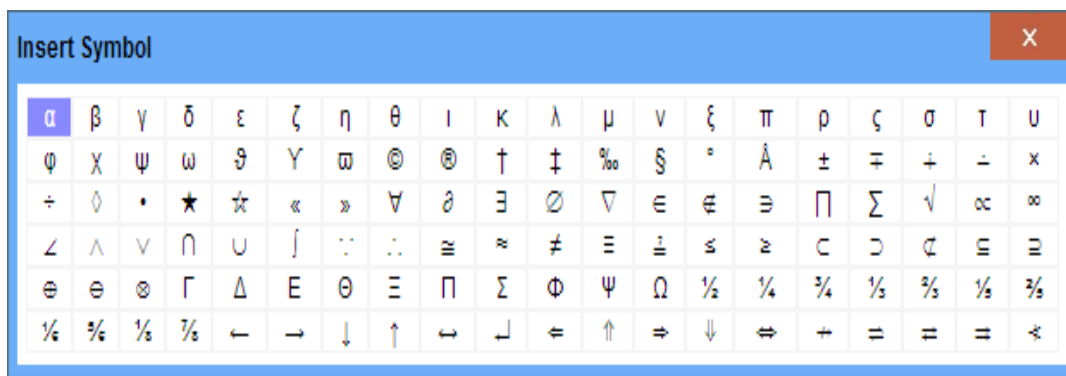 Insert Symbol x
α β γ δ ε ζ η θ ι κ λ μ ν ξ π ρ ς σ τ υ
φ χ ψ ω ϑ ϒ ϖ © ® † ‡ ‰ § ° Å ± ∓ ∔ ∸ ×
÷ ◊ • ★ ☆ « » ∀ ∂ ∃ ∅ ∇ ∈ ∉ ∋ ∏ ∑ √ ∝ ∞
∠ ∧ ∨ ∩ ∪ ∫ ∵ ∴ ≅ ≈ ≠ ≡ ≟ ≤ ≥ ⊂ ⊃ ⊄ ⊆ ⊇
⊕ ⊖ ⊗ Γ Δ Ε Θ Ξ Π Σ Φ Ψ Ω ½ ¼ ¾ ⅓ ⅔ ⅕ ⅖
⅙ ⅚ ⅛ ⅞ ← → ↓ ↑ ↔ ↵ ⇐ ⇑ ⇒ ⇓ ⇔